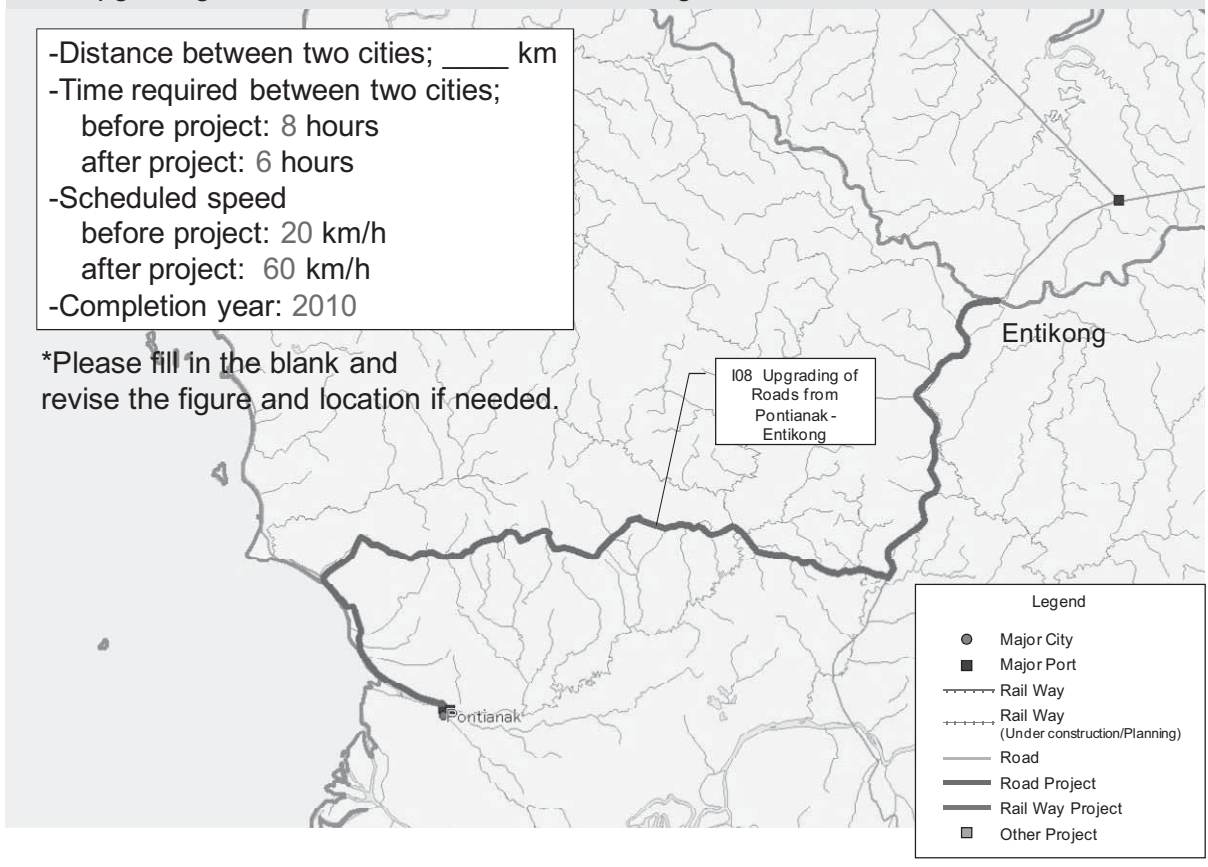 -Distance between two cities; ____ km
-Time required between two cities;
before project: 8 hours
after project: 6 hours
-Scheduled speed
before project: 20 km/h
after project: 60 km/h
-Completion year: 2010
*Please fill in the blank and
revise the figure and location if needed.
Entikong
I08 Upgrading of
Roads from
Pontianak -
Entikong
Pontianak
Legend
Major City
Major Port
Rail Way
Rail Way
(Under construction/Planning)
Road
Road Project
Rail Way Project
Other Project